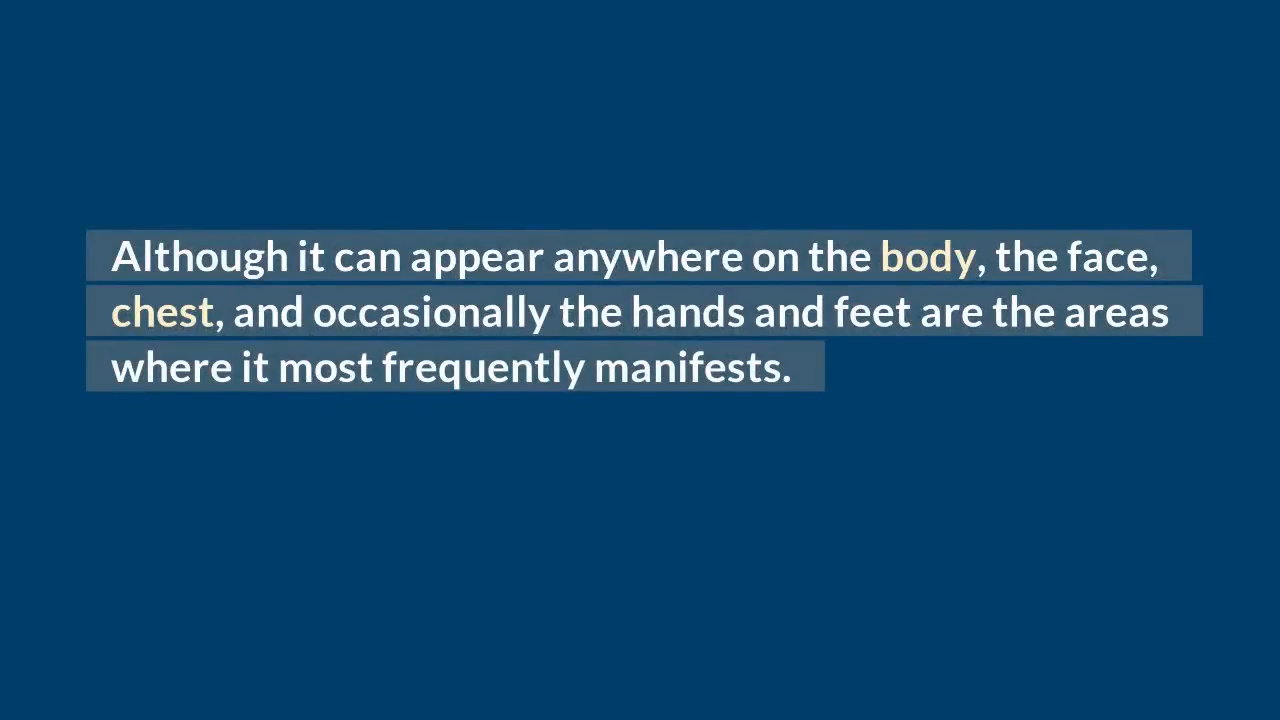 Although it can appear anywhere on the body, the face,
chest, and occasionally the hands and feet are the areas
where it most frequently manifests.